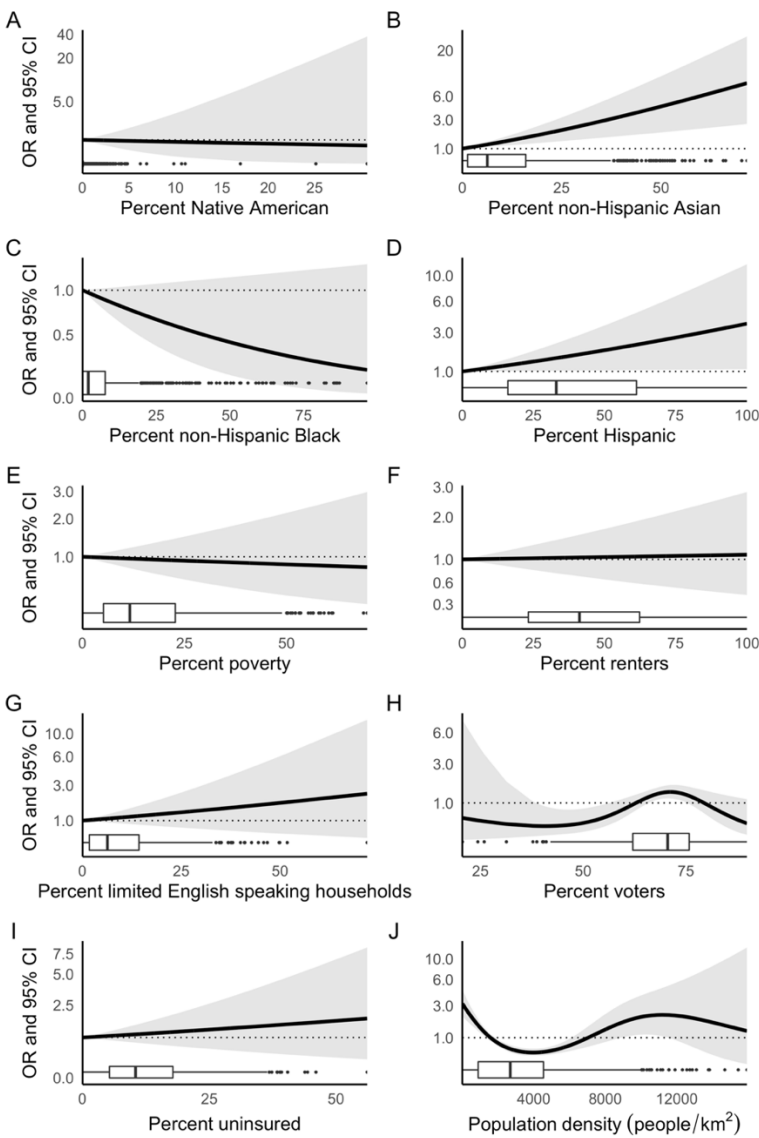 A
OR and 95% CI
40
20
5.0
0 5 10 15 20 25
Percent Native American
B
20
6.0
3.0
1.0
0 25 50
Percent non-Hispanic Asian
C
OR and 95% CI
1.0
0.5
0.0
0 25 50 75
Percent non-Hispanic Black
D
10.0
6.0
3.0
1.0
0 25 50 75 100
Percent Hispanic
E
OR and 95% CI
3.0
2.0
1.0
0 50
Percent poverty
F
3.0
2.0
1.0
0.6
0.3
0 25 50 75 100
Percent renters
G
OR and 95% CI
10.0
6.0
3.0
1.0
0 25 50
Percent limited English speaking households
H
6.0
3.0
1.0
25 50 75
Percent voters
I
OR and 95% CI
7.5
5.0
2.5
0.0
0 25 50
Percent uninsured
J
10.0
6.0
3.0
1.0
4000 8000 12000
Population density (people/km²)